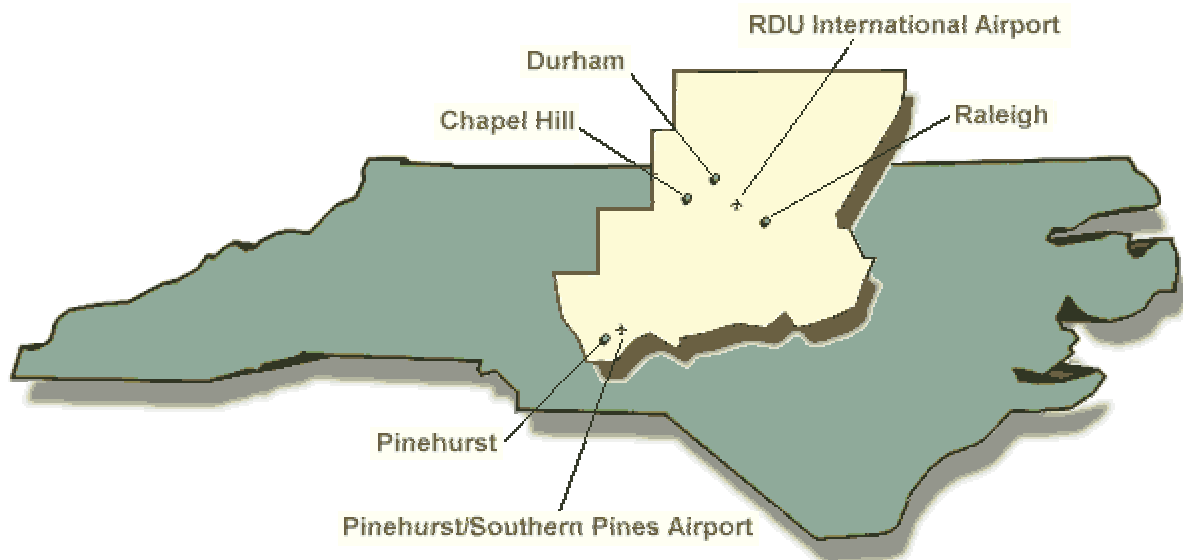 RDU International Airport
Durham
Chapel Hill
Raleigh
Pinehurst
Pinehurst/Southern Pines Airport